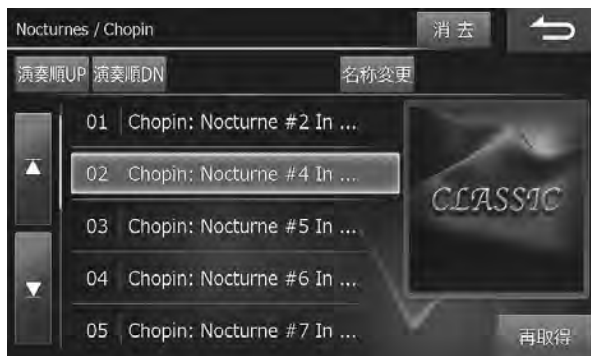 Nocturnes / Chopin 消去
演奏順UP 演奏順DN 名称変更
01 Chopin: Nocturne #2 In ...
02 Chopin: Nocturne #4 In ...
CLASSIC
03 Chopin: Nocturne #5 In ...
04 Chopin: Nocturne #6 In ...
05 Chopin: Nocturne #7 In ...
再取得